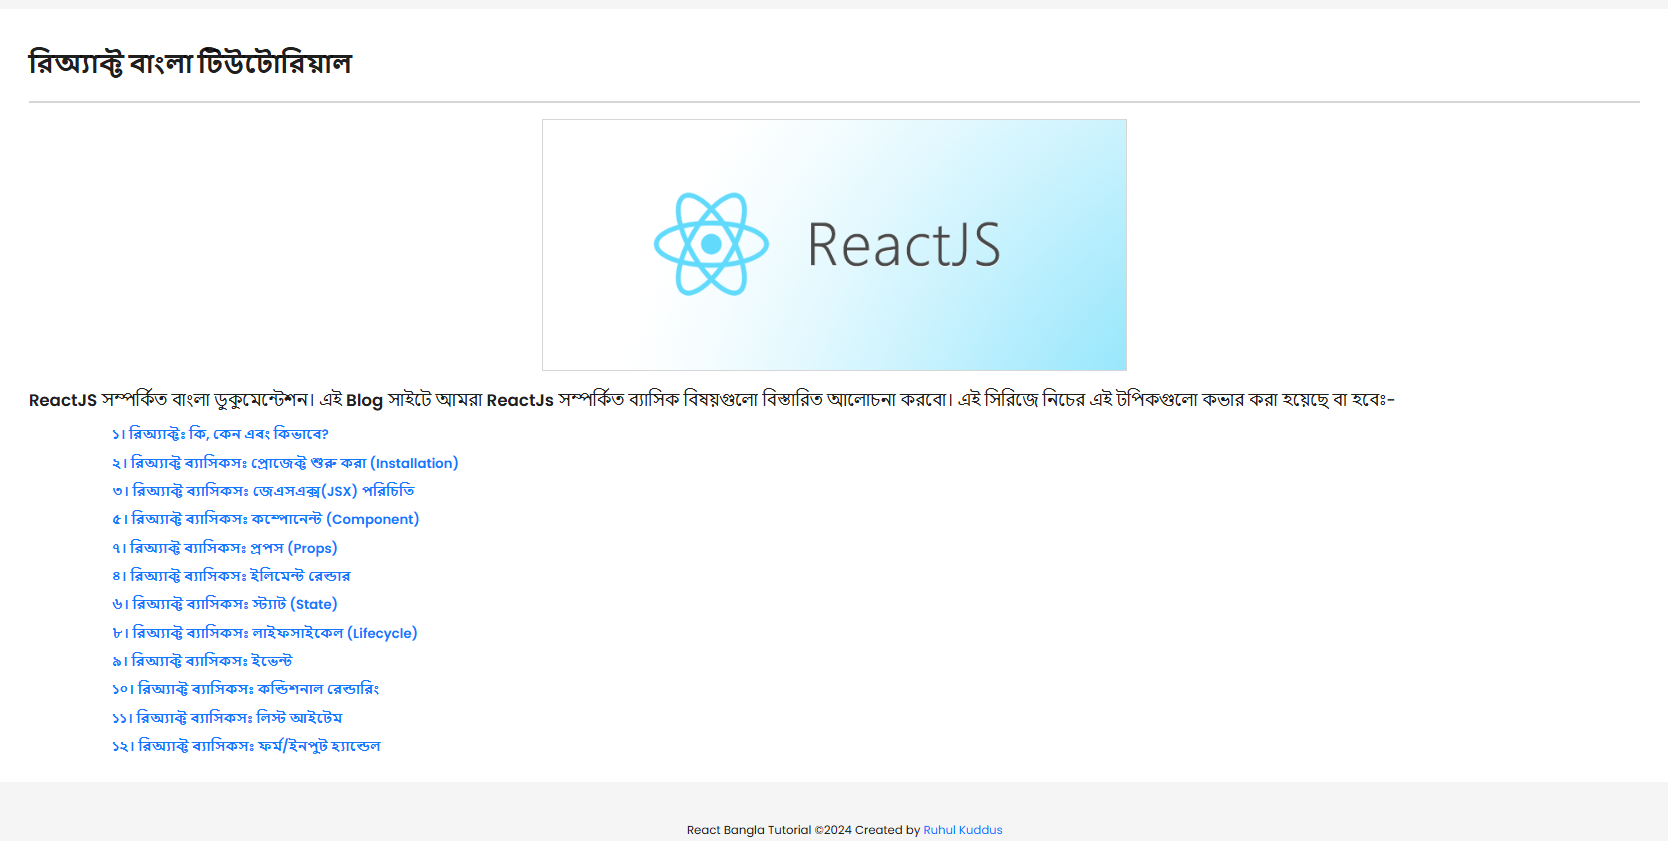 রিঅ্যাক্ট বাংলা টিউটোরিয়াল
ReactJS
ReactJS সম্পর্কিত বাংলা ডুকুমেন্টেশন। এই Blog সাইটে আমরা ReactJs সম্পর্কিত ব্যাসিক বিষয়গুলো বিস্তারিত আলোচনা করবো। এই সিরিজে নিচের এই টপিকগুলো কভার করা হয়েছে বা হবেঃ-
১। রিঅ্যাক্টঃ কি, কেন এবং কিভাবে?
২। রিঅ্যাক্ট ব্যাসিকসঃ প্রোজেক্ট শুরু করা (Installation)
৩। রিঅ্যাক্ট ব্যাসিকসঃ জেএসএক্স(JSX) পরিচিতি
৫। রিঅ্যাক্ট ব্যাসিকসঃ কম্পোনেন্ট (Component)
৭। রিঅ্যাক্ট ব্যাসিকসঃ প্রপস (Props)
৪। রিঅ্যাক্ট ব্যাসিকসঃ ইলিমেন্ট রেন্ডার
৬। রিঅ্যাক্ট ব্যাসিকসঃ স্ট্যাট (State)
৮। রিঅ্যাক্ট ব্যাসিকসঃ লাইফসাইকেল (Lifecycle)
৯। রিঅ্যাক্ট ব্যাসিকসঃ ইভেন্ট
১০। রিঅ্যাক্ট ব্যাসিকসঃ কন্ডিশনাল রেন্ডারিং
১১। রিঅ্যাক্ট ব্যাসিকসঃ লিস্ট আইটেম
১২। রিঅ্যাক্ট ব্যাসিকসঃ ফর্ম/ইনপুট হ্যান্ডেল
React Bangla Tutorial ©2024 Created by Ruhul Kuddus